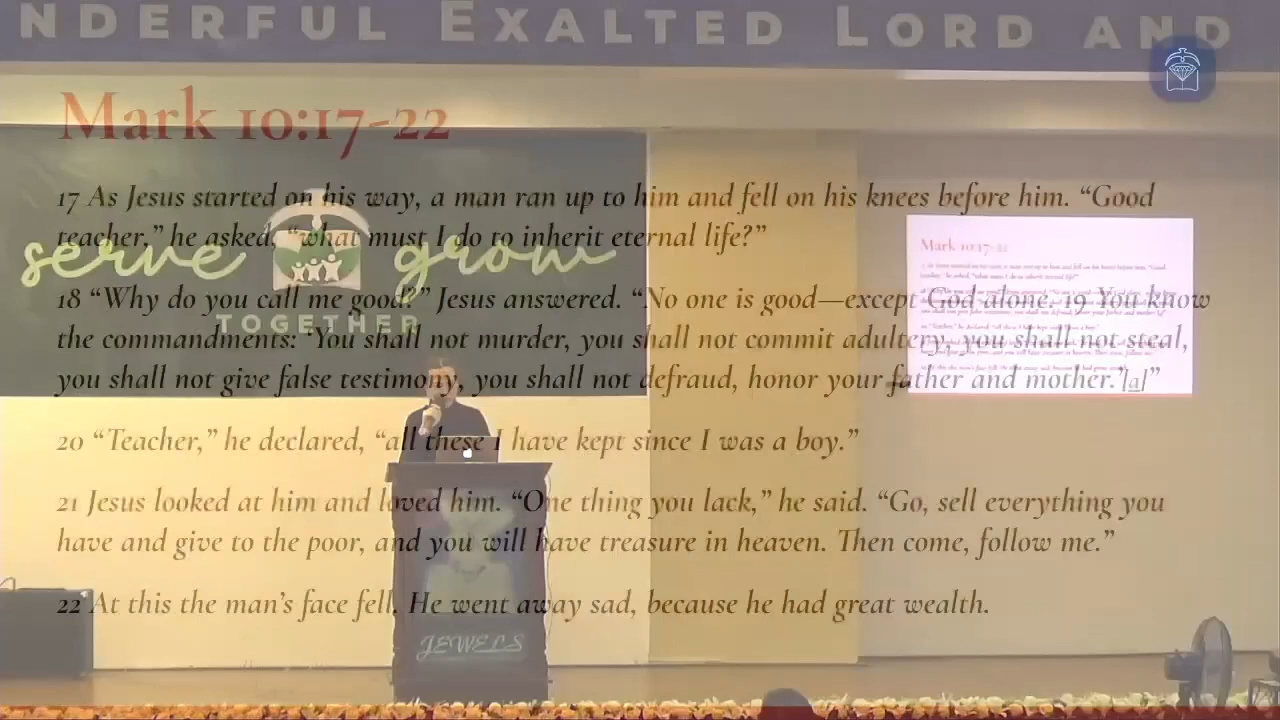 NDERFUL EXALTED LORD AND
Mark 10:17-22
17 As Jesus started on his way, a man ran up to him and fell on his knees before him. “Good
teacher,” he asked, “what must I do to inherit eternal life?”
serve grow
TOGETHER
18 “Why do you call me good?” Jesus answered. “No one is good—except God alone. 19 You know
the commandments: ‘You shall not murder, you shall not commit adultery, you shall not steal,
you shall not give false testimony, you shall not defraud, honor your father and mother.’[a]”
20 “Teacher,” he declared, “all these I have kept since I was a boy.”
21 Jesus looked at him and loved him. “One thing you lack,” he said. “Go, sell everything you
have and give to the poor, and you will have treasure in heaven. Then come, follow me.”
22 At this the man’s face fell. He went away sad, because he had great wealth.
JEWELS
Mark 10:17-22